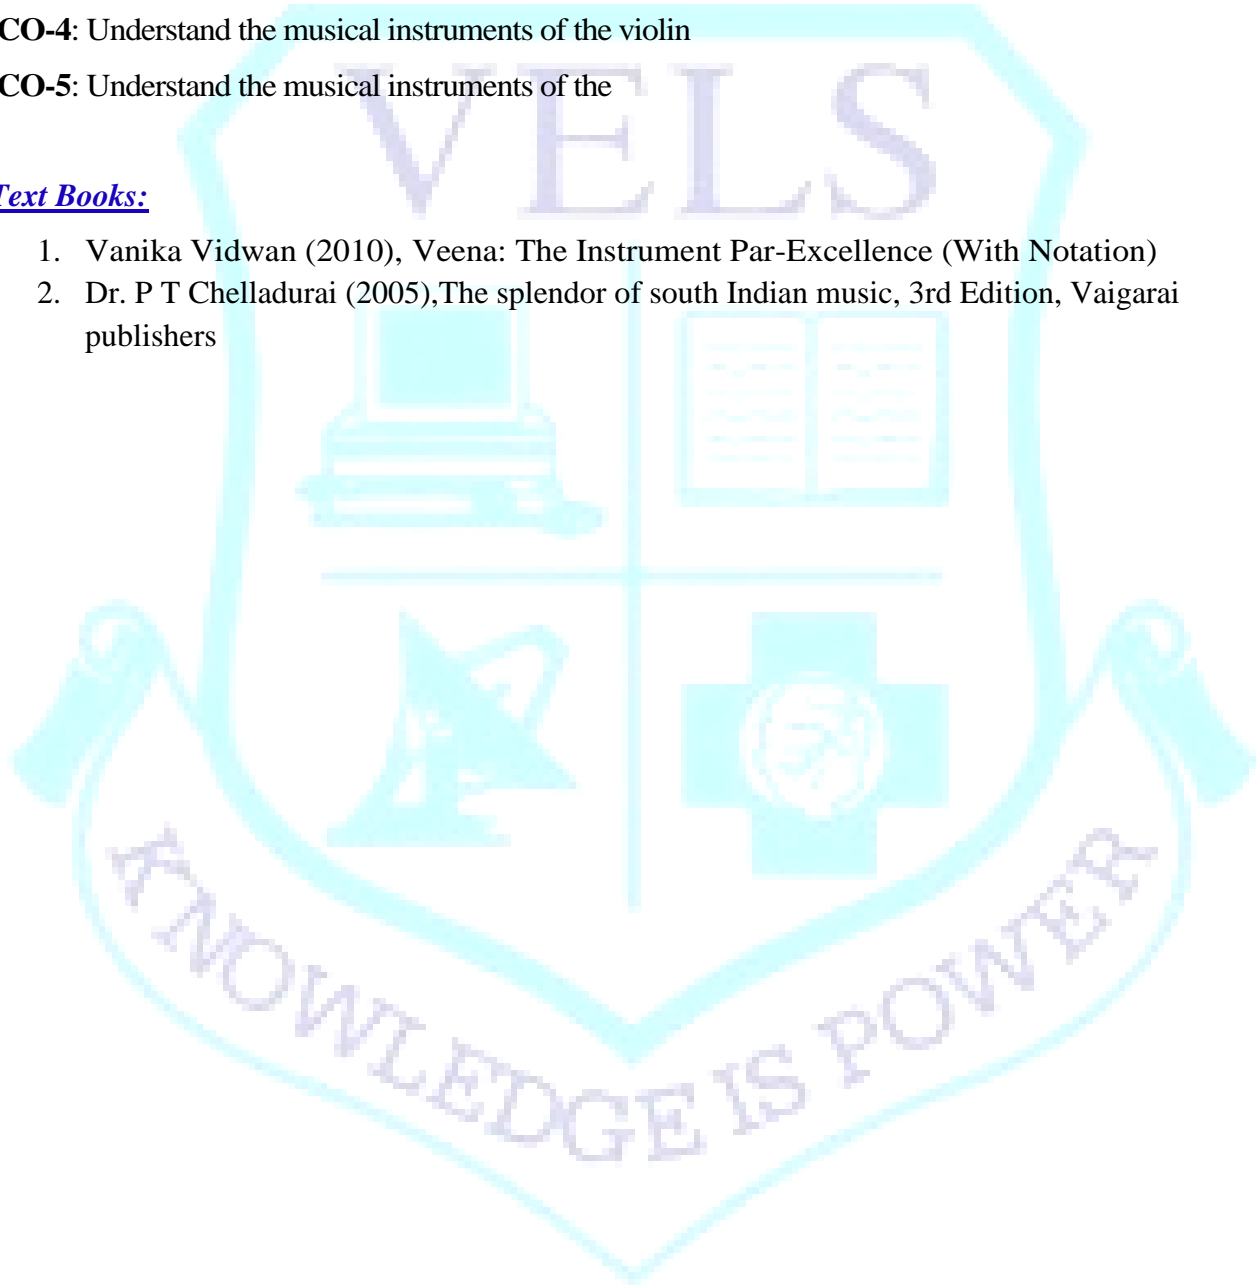 CO-4: Understand the musical instruments of the violin
CO-5: Understand the musical instruments of the
VELS
Text Books:
1. Vanika Vidwan (2010), Veena: The Instrument Par-Excellence (With Notation)
2. Dr. P T Chelladurai (2005),The splendor of south Indian music, 3rd Edition, Vaigarai
publishers
KNOWLEDGE IS POWER